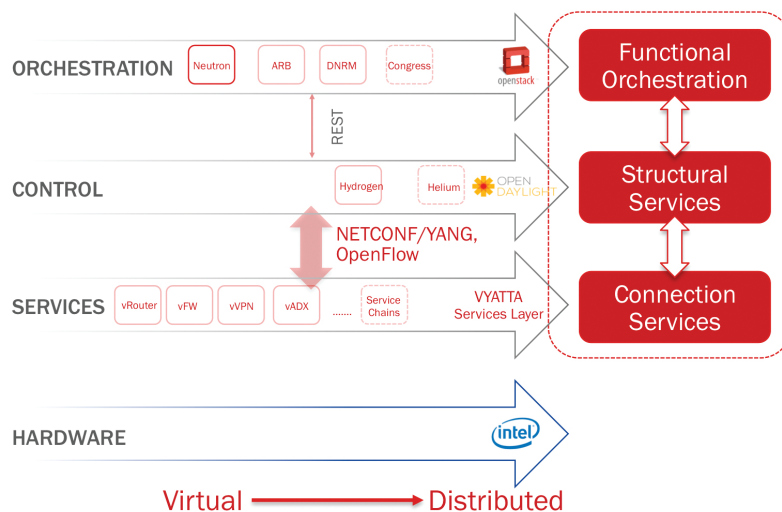 ORCHESTRATION
Neutron
ARB
DNRM
Congress
openstack
Functional
Orchestration
REST
CONTROL
Hydrogen
Helium
OPEN
DAYLIGHT
Structural
Services
NETCONF/YANG,
OpenFlow
SERVICES
vRouter
vFW
vVPN
vADX
.......
Service
Chains
VYATTA
Services Layer
Connection
Services
HARDWARE
intel
Virtual
Distributed